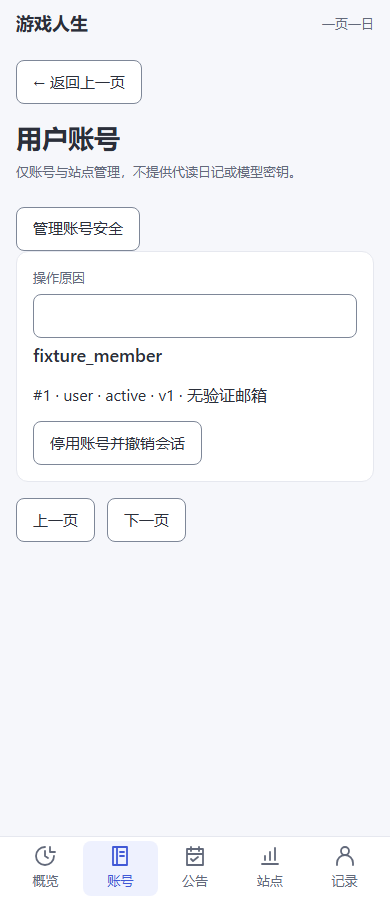 游戏人生
一页一日
← 返回上一页
用户账号
仅账号与站点管理，不提供代读日记或模型密钥。
管理账号安全
操作原因
fixture_member
#1 · user · active · v1 · 无验证邮箱
停用账号并撤销会话
上一页
下一页
概览
账号
公告
站点
记录